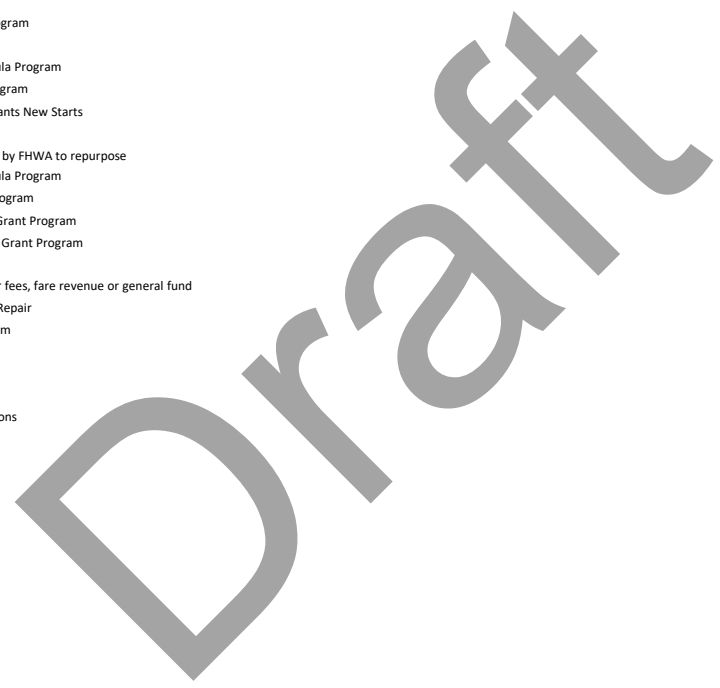 ogram
la Program
gram
ants New Starts
by FHWA to repurpose
la Program
ogram
Grant Program
Grant Program
r fees, fare revenue or general fund
Repair
m
ons
Draft